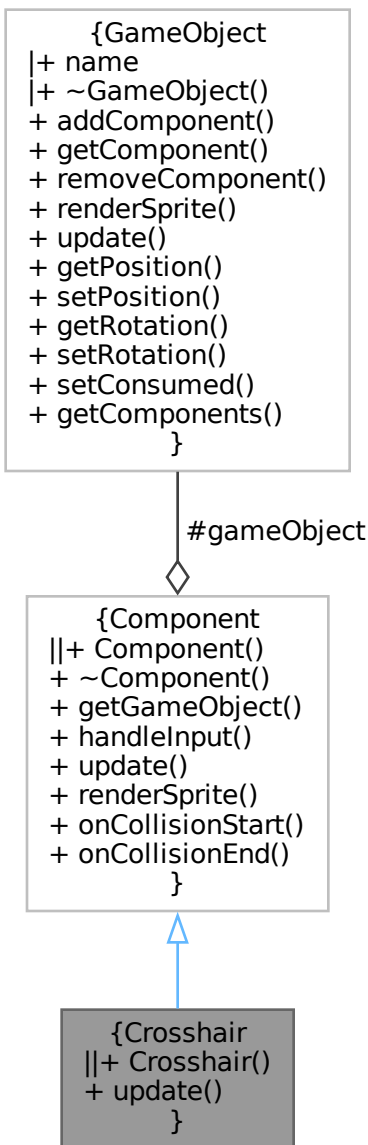 {GameObject
|+ name
|+ ~GameObject()
+ addComponent()
+ getComponent()
+ removeComponent()
+ renderSprite()
+ update()
+ getPosition()
+ setPosition()
+ getRotation()
+ setRotation()
+ setConsumed()
+ getComponents()
}
#gameObject
{Component
||+ Component()
+ ~Component()
+ getGameObject()
+ handleInput()
+ update()
+ renderSprite()
+ onCollisionStart()
+ onCollisionEnd()
}
{Crosshair
||+ Crosshair()
+ update()
}